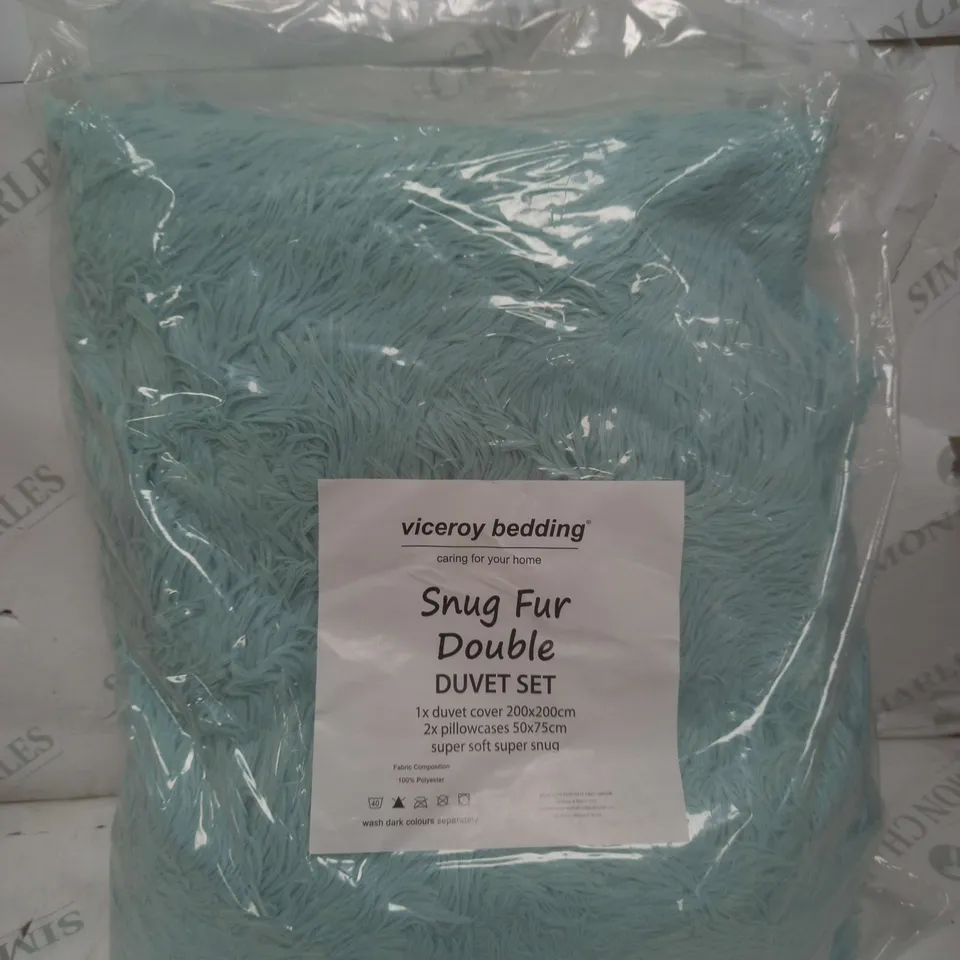 viceroy bedding®
caring for your home
Snug Fur
Double
DUVET SET
1x duvet cover 200x200cm
2x pillowcases 50x75cm
super soft super snug
Fabric Composition
100% Polyester
40
wash dark colours separately